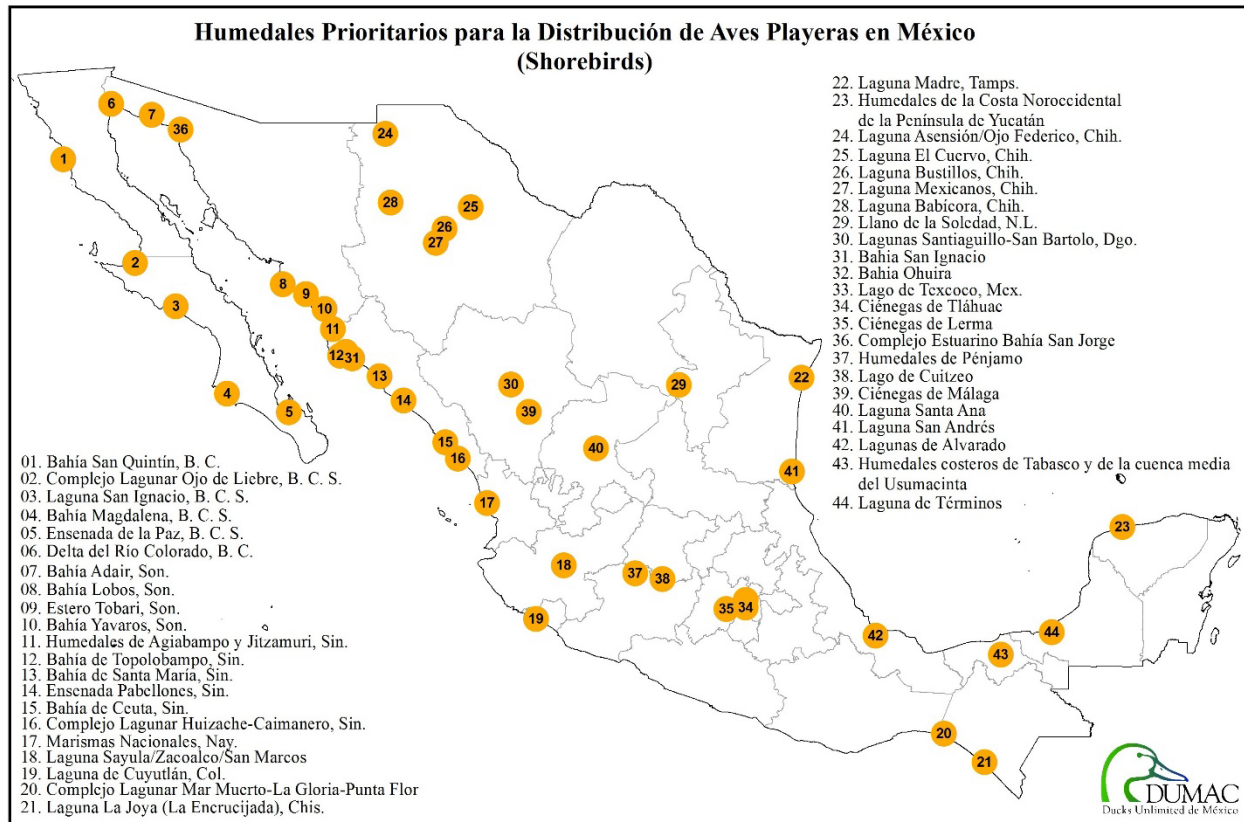 Humedales Prioritarios para la Distribución de Aves Playeras en México
(Shorebirds)
22. Laguna Madre, Tamps.
23. Humedales de la Costa Noroccidental
de la Península de Yucatán
24. Laguna Asensión/Ojo Federico, Chih.
25. Laguna El Cuervo, Chih.
26. Laguna Bustillos, Chih.
27. Laguna Mexicanos, Chih.
28. Laguna Babícora, Chih.
29. Llano de la Soledad, N.L.
30. Lagunas Santiaguillo-San Bartolo, Dgo.
31. Bahía San Ignacio
32. Bahía Ohuira
33. Lago de Texcoco, Mex.
34. Ciénegas de Tláhuac
35. Ciénegas de Lerma
36. Complejo Estuarino Bahía San Jorge
37. Humedales de Pénjamo
38. Lago de Cuitzeo
39. Ciénegas de Málaga
40. Laguna Santa Ana
41. Laguna San Andrés
42. Lagunas de Alvarado
43. Humedales costeros de Tabasco y de la cuenca media
del Usumacinta
44. Laguna de Términos
6
7
36
24
1
28
25
26
27
2
8
9
3
10
11
12
31
13
30
29
22
4
14
39
5
15
40
16
41
17
23
18
37
38
35
34
19
42
44
43
20
21
01. Bahía San Quintín, B. C.
02. Complejo Lagunar Ojo de Liebre, B. C. S.
03. Laguna San Ignacio, B. C. S.
04. Bahía Magdalena, B. C. S.
05. Ensenada de la Paz, B. C. S.
06. Delta del Río Colorado, B. C.
07. Bahía Adair, Son.
08. Bahía Lobos, Son.
09. Estero Tobari, Son.
10. Bahía Yavaros, Son.
11. Humedales de Agiabampo y Jitzamuri, Sin.
12. Bahía de Topolobampo, Sin.
13. Bahía de Santa María, Sin.
14. Ensenada Pabellones, Sin.
15. Bahía de Ceuta, Sin.
16. Complejo Lagunar Huizache-Caimanero, Sin.
17. Marismas Nacionales, Nay.
18. Laguna Sayula/Zacoalco/San Marcos
19. Laguna de Cuyutlán, Col.
20. Complejo Lagunar Mar Muerto-La Gloria-Punta Flor
21. Laguna La Joya (La Encrucijada), Chis.
DUMAC
Ducks Unlimited de México